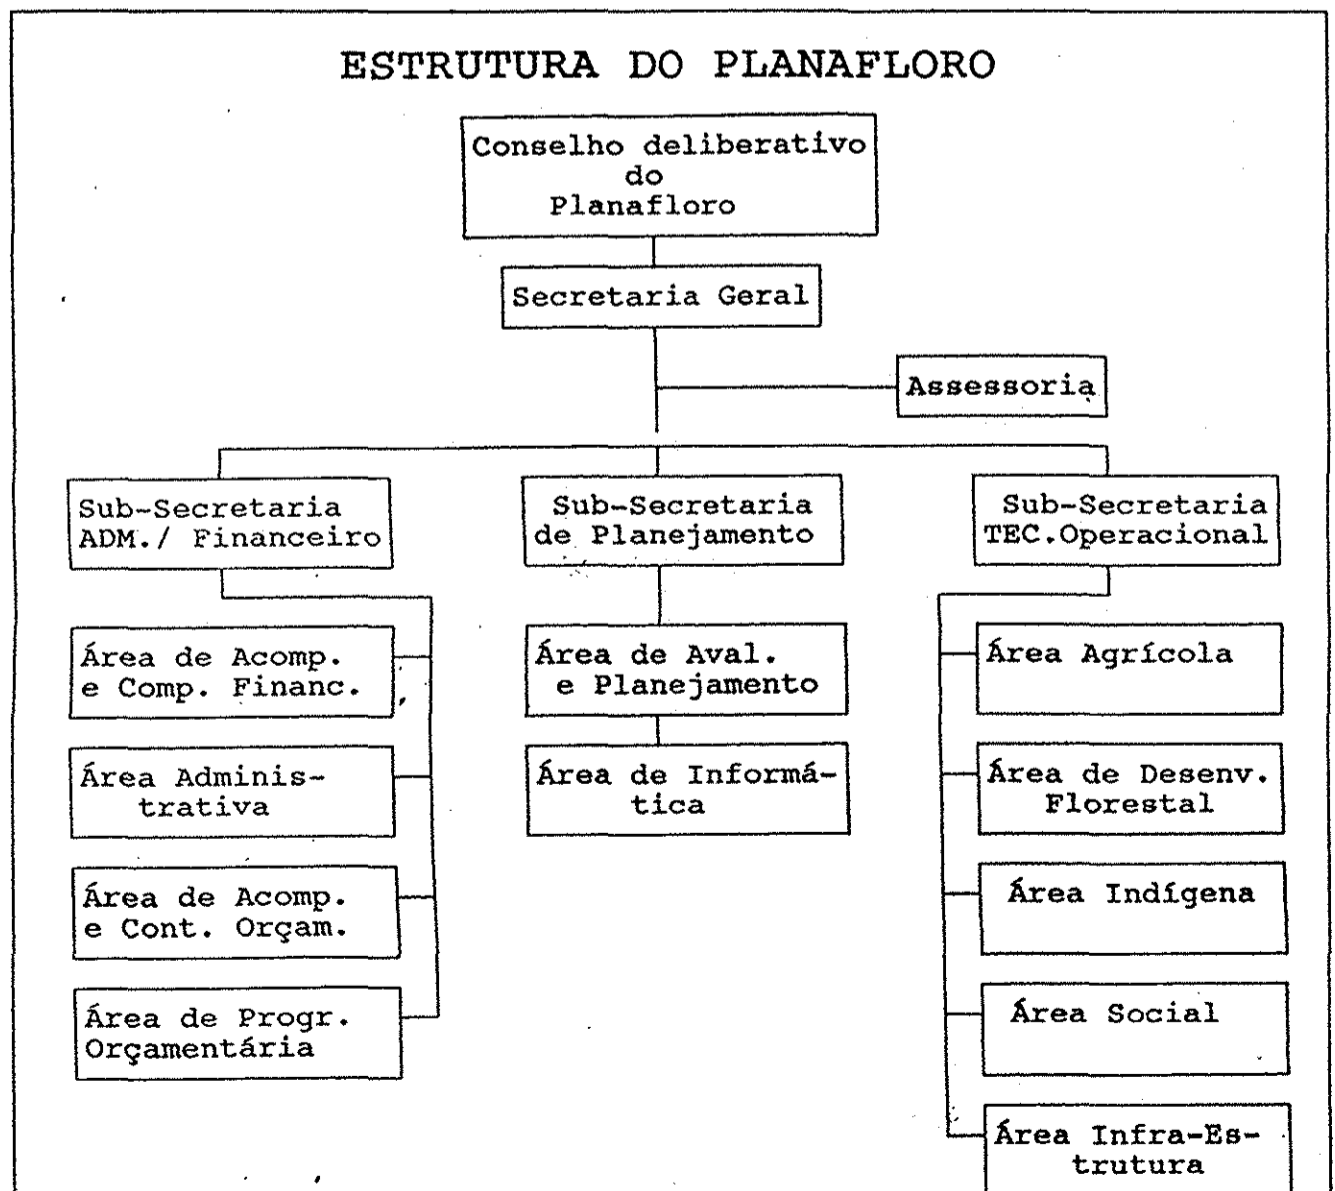 ESTRUTURA DO PLANAFLORO
Conselho deliberativo
do
Planafloro
Secretaria Geral
Assessoria
Sub-Secretaria
ADM./ Financeiro
Sub-Secretaria
de Planejamento
Sub-Secretaria
TEC.Operacional
Área de Acomp.
e Comp. Financ.
Área Adminis-
trativa
Área de Acomp.
e Cont. Orçam.
Área de Progr.
Orçamentária
Área de Aval.
e Planejamento
Área de Informá-
tica
Área Agrícola
Área de Desenv.
Florestal
Área Indígena
Área Social
Área Infra-Es-
trutura